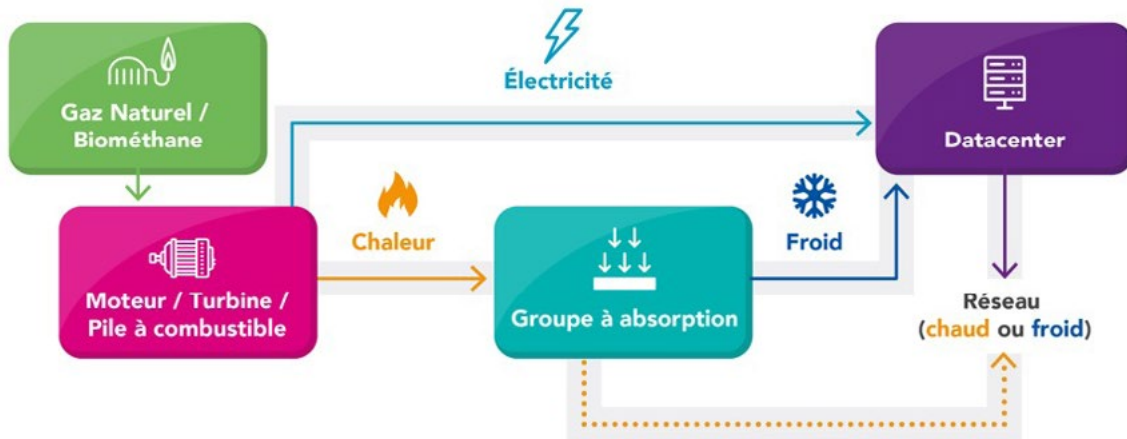 Électricité
Gaz Naturel /
Biométhane
Datacenter
Chaleur
Froid
Moteur / Turbine /
Pile à combustible
Groupe à absorption
Réseau
(chaud ou froid)